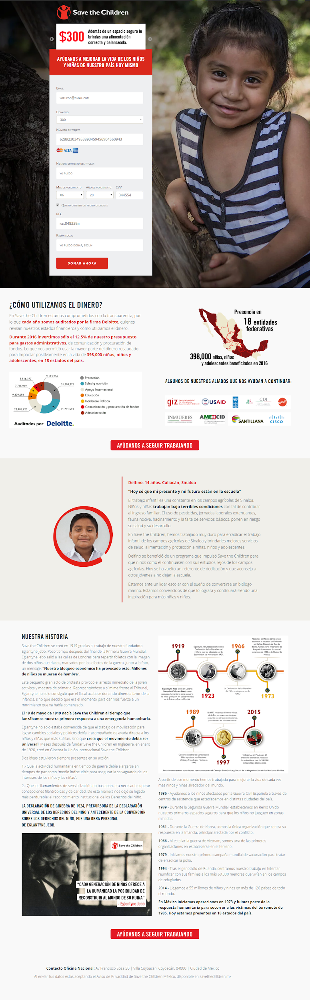 Save the Children
$300
Además de un espacio seguro le
brindas una alimentación
correcta y balanceada.
AYÚDANOS A MEJORAR LA VIDA DE LOS NIÑOS
Y NIÑAS DE NUESTRO PAÍS HOY MISMO
Email
yopuedo@gmail.com
Donativo
300
Número de tarjeta
628923034953893459456904560943
VISA
Nombre completo del titular
yo puedo
Mes de vencimiento Año de vencimiento CVV
06 20 344554
Quiero obtener un recibo deducible
RFC
Razón social
yo puedo donar, segun
DONAR AHORA
¿CÓMO UTILIZAMOS EL DINERO?
En Save the Children estamos comprometidos con la transparencia, por
lo que cada año somos auditados por la firma Deloitte, quienes
revisan nuestros estados financieros y cómo utilizamos el dinero.
Durante 2016 invertimos sólo el 12.5% de nuestro presupuesto
para gastos administrativos, de comunicación y procuración de
fondos. Lo que nos permitió usar la mayor parte del dinero recaudado
para impactar positivamente en la vida de 398,000 niñas, niños y
adolescentes, en 18 estados del país.
Presencia en
18 entidades
federativas
398,000 niñas, niños
y adolescentes beneficiados en 2016
9,193,236
5,516,377
7,745,949
9,309,692
22,403,620
31,803,276
31,751,593
Protección
Salud y nutrición
Apoyo Internacional
Educación
Incidencia Política
Comunicación y procuración de fondos
Administración
Auditados por Deloitte.
ALGUNOS DE NUESTROS ALIADOS QUE NOS AYUDAN A CONTINUAR:
giz USAID PNUD CDI MATTEL
INMUJERES AMEXCID SANTILLANA CISCO
AYÚDANOS A SEGUIR TRABAJANDO
Delfino, 14 años. Culiacán, Sinaloa
"Hoy sé que mi presente y mi futuro están en la escuela"
El trabajo infantil es una constante en los campos agrícolas de Sinaloa.
Niños y niñas trabajan bajo terribles condiciones con tal de contribuir
al ingreso familiar. El uso de pesticidas, jornadas laborales extenuantes,
fauna nociva, hacinamiento y la falta de servicios básicos, ponen en riesgo
su salud y su desarrollo.
En Save the Children, hemos trabajado muy duro para erradicar el trabajo
infantil de los campos agrícolas de Sinaloa y brindarles mejores servicios
de salud, alimentación y protección a niñas, niños y adolescentes.
Delfino se benefició de un programa que impulsó Save the Children para
que niños como él continuasen con sus estudios, lejos de los campos
agrícolas. Hoy se ha vuelto un referente de dedicación y que aconseja a
otros jóvenes a no dejar la escuela.
Estamos ante un líder escolar con el sueño de convertirse en biólogo
marino. Estamos convencidos de que lo logrará y continuará siendo una
inspiración para más niñas y niños.
NUESTRA HISTORIA
Save the Children se creó en 1919 gracias al trabajo de nuestra fundadora
Eglantyne Jebb. Poco tiempo después del final de la Primera Guerra Mundial,
Eglantyne Jebb salió a las calles de Londres para repartir folletos con la imagen
de dos niños austriacos, marcados por los efectos de la guerra. Junto a la foto,
un mensaje: "Nuestro bloqueo económico ha provocado esto. Millones
de niños se mueren de hambre".
Este pequeño gran acto de protesta provocó el arresto inmediato de la joven
activista y maestra de primaria. Representándose a sí mima frente al Tribunal,
Eglantyne no solo consiguió que el fiscal acabase donando dinero a favor de la
infancia, sino que decidió que era el momento para dar más fuerza a un
movimiento que ya había comenzado.
El 19 de mayo de 1919 nacía Save the Children al tiempo que
lanzábamos nuestra primera respuesta a una emergencia humanitaria.
Eglantyne no solo estaba convencida de que el trabajo de movilización para
lograr cambios sociales y políticos debía ir acompañado de ayuda directa a los
niños y niñas que más sufrían, sino que creía que el movimiento debía ser
universal. Meses después de fundar Save the Children en Inglaterra, en enero
de 1920, creó en Ginebra la Unión Internacional Save the Children.
Dos ideas estuvieron siempre presentes en su acción:
1.- Que la actividad humanitaria en tiempo de guerra debía alargarse en
tiempos de paz como "medio indiscutible para asegurar la salvaguarda de los
intereses de los niños y las niñas".
2.- Que los llamamientos de sensibilización no bastaban, era necesario superar
concepciones filantrópicas y de caridad. De esta manera nos dejó su legado
más perdurable: el reconocimiento institucional de los Derechos del Niño.
LA DECLARACIÓN DE GINEBRA DE 1924, PRECURSORA DE LA DECLARACIÓN
UNIVERSAL DE LOS DERECHOS DEL NIÑO Y ANTECEDENTE DE LA CONVENCIÓN
SOBRE LOS DERECHOS DEL NIÑO, FUE UNA OBRA PERSONAL
DE EGLANTYNE JEBB.
Save the Children
"CADA GENERACIÓN DE NIÑOS OFRECE A
LA HUMANIDAD LA POSIBILIDAD DE
RECONSTRUIR AL MUNDO DE SU RUINA"
- Eglentyne Jebb
1919
Eglantyne Jebb funda en Londres
Save the Children Fund como
respuesta humanitaria para apoyar a
los niños y niñas de los países vencidos
en la Primera Guerra Mundial.
Eglantyne Jebb, redacta la histórica
Declaración de los Derechos del
Niño, la cual fue adoptada por la
Sociedad de las Naciones en 1924.
1923
1946
La Declaración de los Derechos
del Niño es adoptada por la
ONU
Nacemos en México como organi-
zación de la sociedad civil liderada
por la Sra. Elizabeth de Cou de
Beteta. Fuimos parte importante de
la ayuda humanitaria durante el
terremoto de 1985 en la Ciudad de
México.
1973
1989
Convención sobre los Derechos del
Niño aprobada por Naciones
Unidas y firmada por México en
1990.
En 1997 recibimos el Premio Nobel
de la Paz por nuestro trabajo, en
conjunto con otras organizaciones,
para eliminar las minas terrestres.
1997
2015
Trabajamos en México en 21
entidades federativas, impactan-
do en la vida de más de 380,000
niñas, niños y adolescentes.
Actualmente somos consultores permanentes en el Consejo Económico y Social de la Organización de las Naciones Unidas.
A partir de ese momento hemos trabajado para mejorar la vida de cada vez
más niños y niñas alrededor del mundo.
1936 - Ayudamos a los niños afectados por la Guerra Civil Española a través de
centros de asistencia que establecemos en distintas ciudades del país.
1939 - Durante la Segunda Guerra Mundial, establecemos en Reino Unido
nuestros primeros espacios seguros para que los niños no jueguen en zonas
minadas.
1951 - Durante la Guerra de Korea, somos la única organización que centra su
respuesta en la infancia, principal afectada por el conflicto.
1966 - Al estallar la guerra de Vietnam, somos una de las primeras
organizaciones en establecerse en el terreno.
1979 - Iniciamos nuestra primera campaña mundial de vacunación para tratar
de erradicar la polio.
1994 - Tras el genocidio de Ruanda, centramos nuestro trabajo en intentar
reunificar con sus familias a los más 60,000 menores que vivían en los campos
de refugiados.
2014 - Llegamos a 55 millones de niños y niñas en más de 120 países de todo
el mundo.
En México iniciamos operaciones en 1973 y fuimos parte de la
respuesta humanitaria para socorrer a las víctimas del terremoto de
1985. Hoy estamos presentes en 18 estados del país.
AYÚDANOS A SEGUIR TRABAJANDO
Contacto Oficina Nacional: Av Francisco Sosa 30 | Villa Coyoacán, Coyoacán, 04000 | Ciudad de México
Al enviar tus datos estás aceptando el Aviso de Privacidad de Save the Children México, disponible en savethechildren.mx